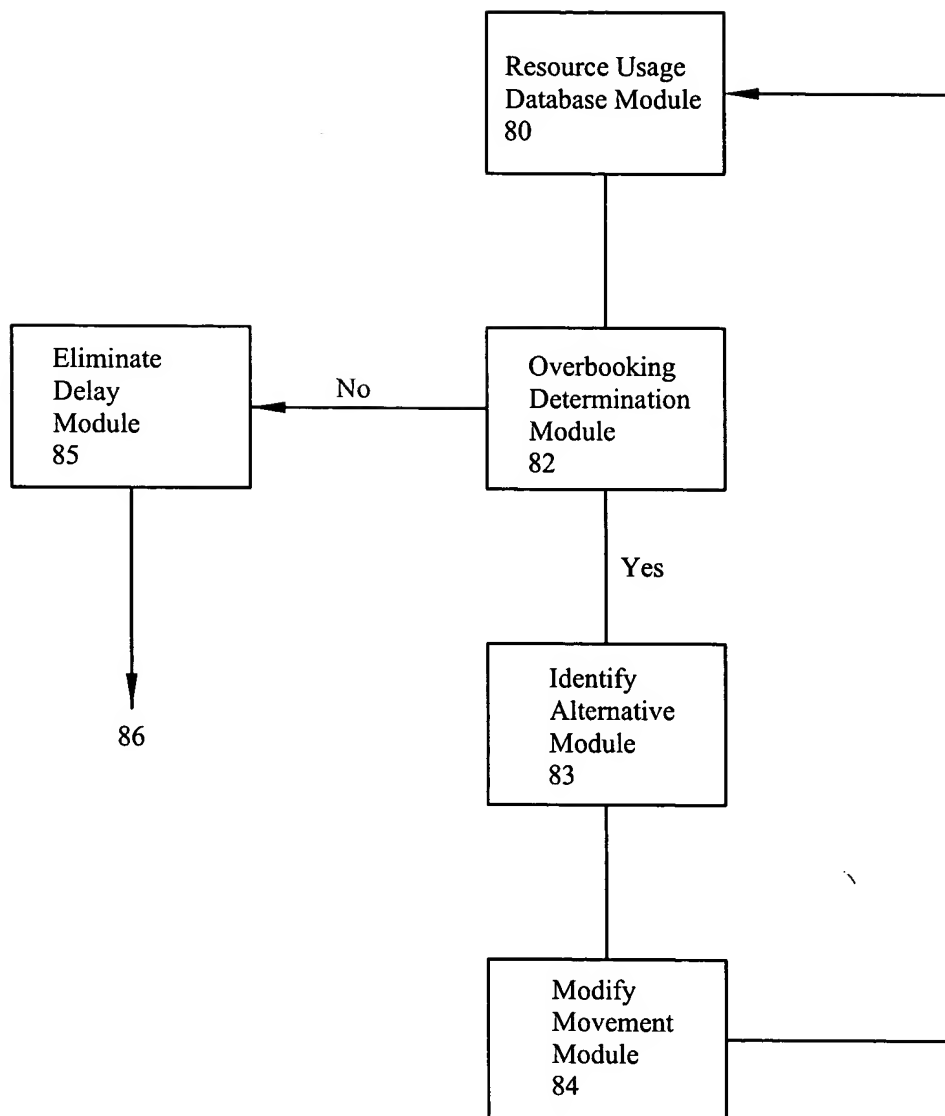 Resource Usage
Database Module
80
Eliminate
Delay
Module
85
No
Overbooking
Determination
Module
82
Yes
86
Identify
Alternative
Module
83
Modify
Movement
Module
84